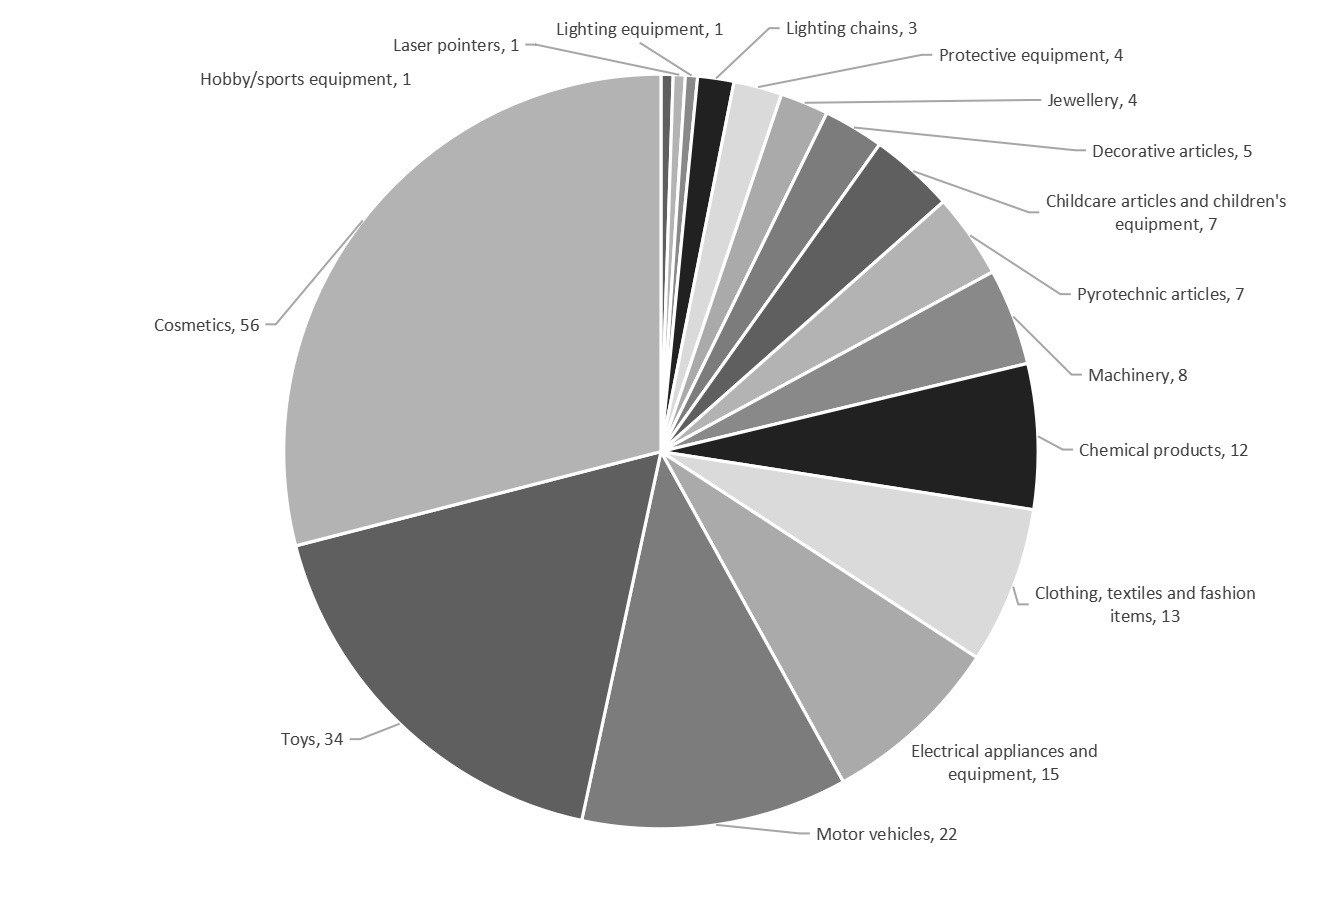 Lighting equipment, 1
Lighting chains, 3
Laser pointers, 1
Protective equipment, 4
Hobby/sports equipment, 1
Jewellery, 4
Decorative articles, 5
Childcare articles and children's
equipment, 7
Pyrotechnic articles, 7
Cosmetics, 56
Machinery, 8
Chemical products, 12
Clothing, textiles and fashion
items, 13
Toys, 34
Electrical appliances and
equipment, 15
Motor vehicles, 22